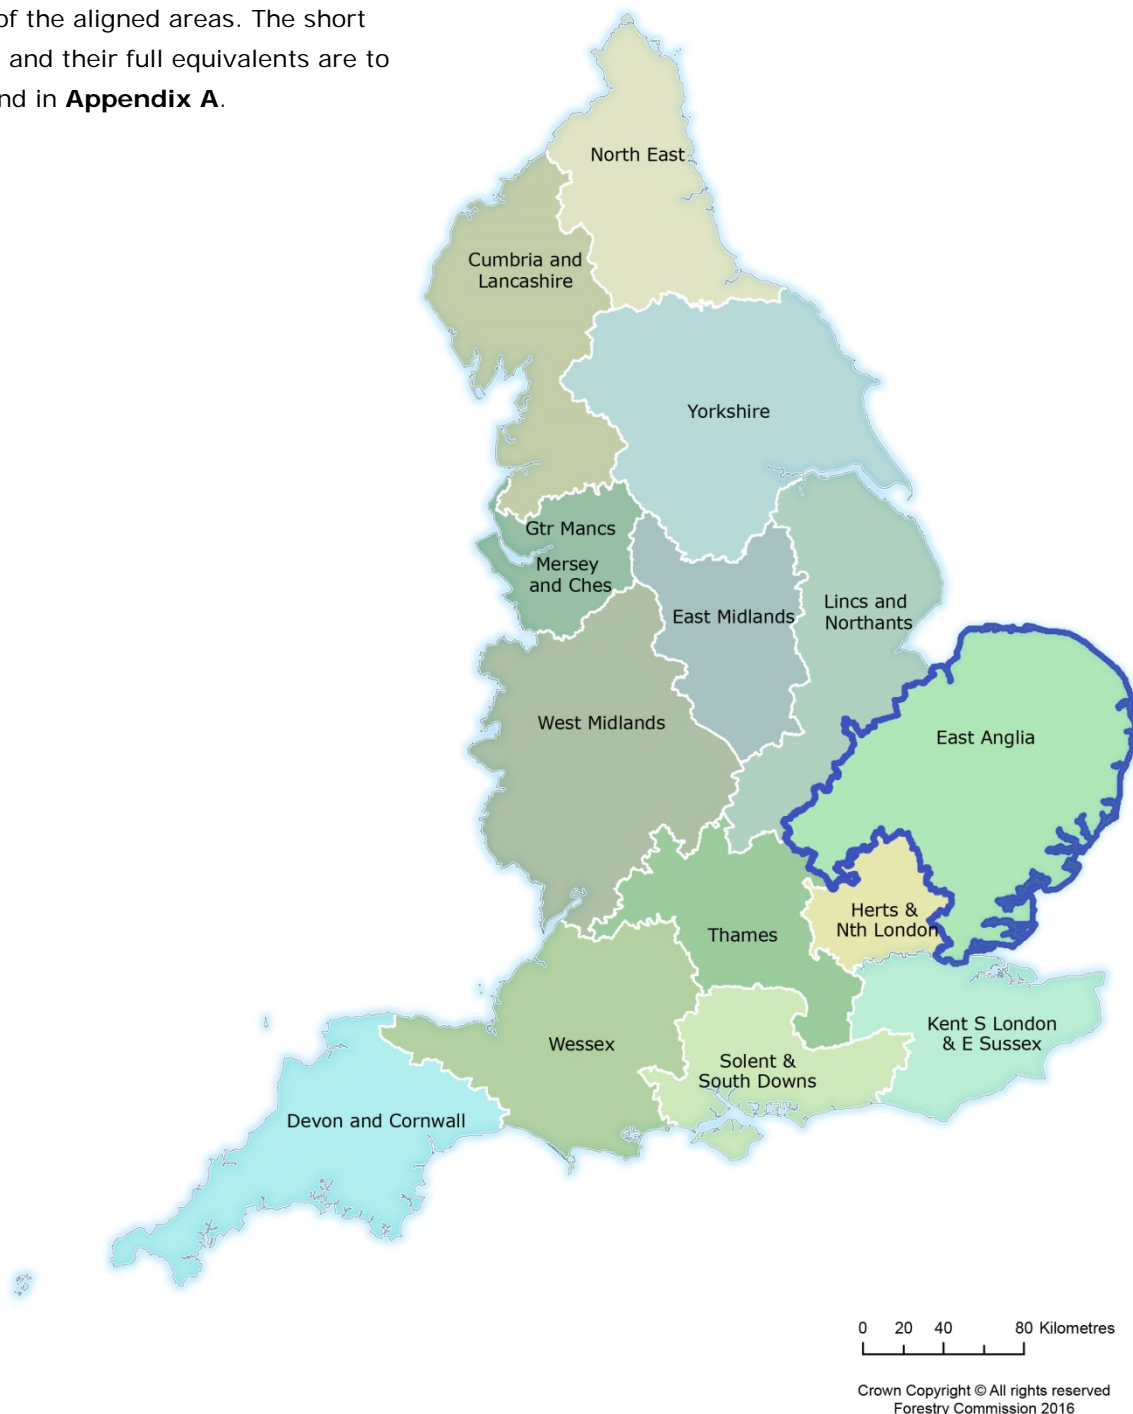 of the aligned areas. The short
and their full equivalents are to
nd in Appendix A.
North East
Cumbria and
Lancashire
Yorkshire
Gtr Mancs
Mersey
and Ches
East Midlands
Lincs and
Northants
West Midlands
East Anglia
Herts &
Nth London
Thames
Kent S London
& E Sussex
Wessex
Solent &
South Downs
Devon and Cornwall
0 20 40 80 Kilometres
Crown Copyright © All rights reserved
Forestry Commission 2016